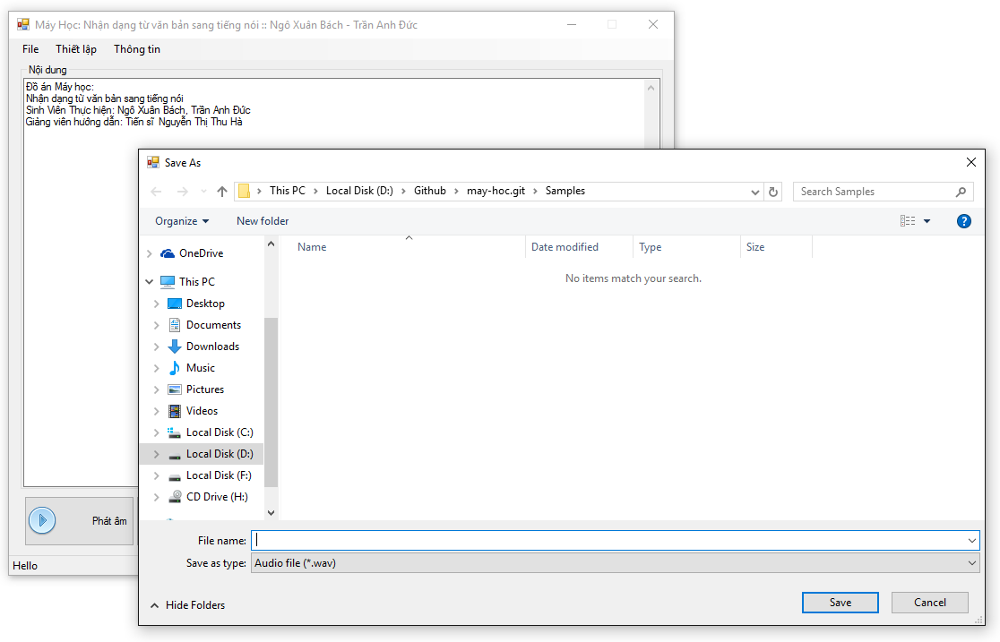 Máy Học: Nhận dạng từ văn bản sang tiếng nói :: Ngô Xuân Bách - Trần Anh Đức
File Thiết lập Thông tin
Nội dung
Đồ án Máy học:
Nhận dạng từ văn bản sang tiếng nói
Sinh Viên Thực hiện: Ngô Xuân Bách, Trần Anh Đức
Giảng viên hướng dẫn: Tiến sĩ Nguyễn Thị Thu Hà
Save As
This PC Local Disk (D:) Github may-hoc.git Samples
Search Samples
Organize New folder
Name Date modified Type Size
No items match your search.
OneDrive
This PC
Desktop
Documents
Downloads
Music
Pictures
Videos
Local Disk (C:)
Local Disk (D:)
Local Disk (F:)
CD Drive (H:)
Phát âm
Hello
File name:
Save as type: Audio file (*.wav)
Hide Folders
Save Cancel